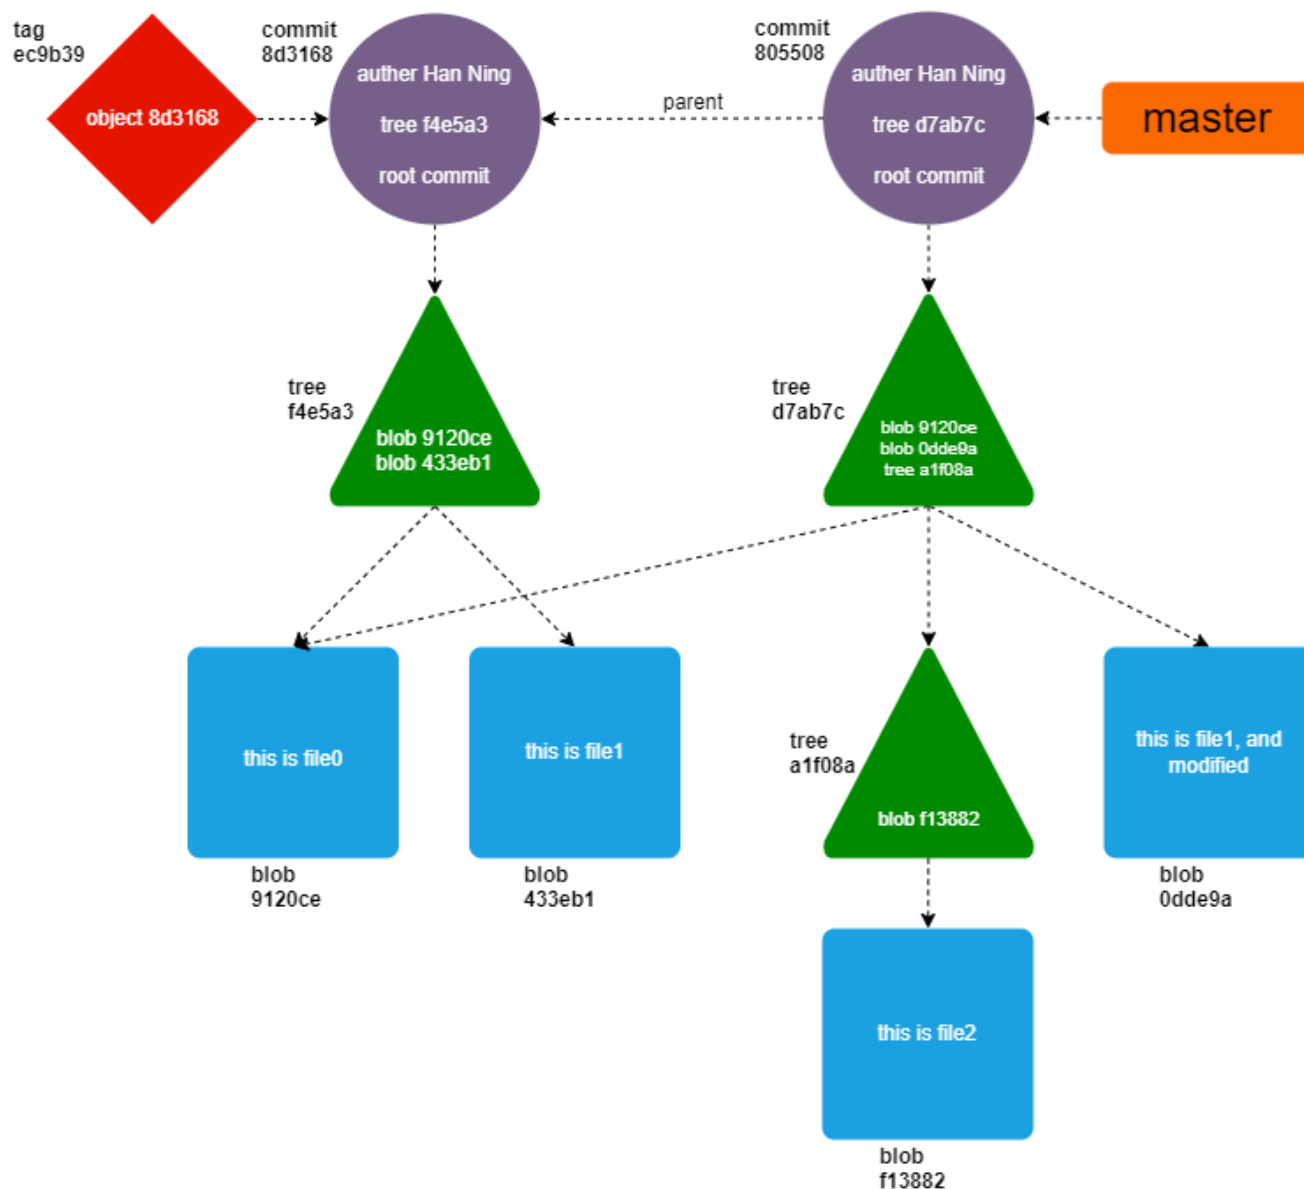 tag
ec9b39
object 8d3168
commit
8d3168
auther Han Ning
tree f4e5a3
root commit
parent
commit
805508
auther Han Ning
tree d7ab7c
root commit
master
tree
f4e5a3
blob 9120ce
blob 433eb1
tree
d7ab7c
blob 9120ce
blob 0dde9a
tree a1f08a
this is file0
blob
9120ce
this is file1
blob
433eb1
tree
a1f08a
blob f13882
this is file1, and
modified
blob
0dde9a
this is file2
blob
f13882